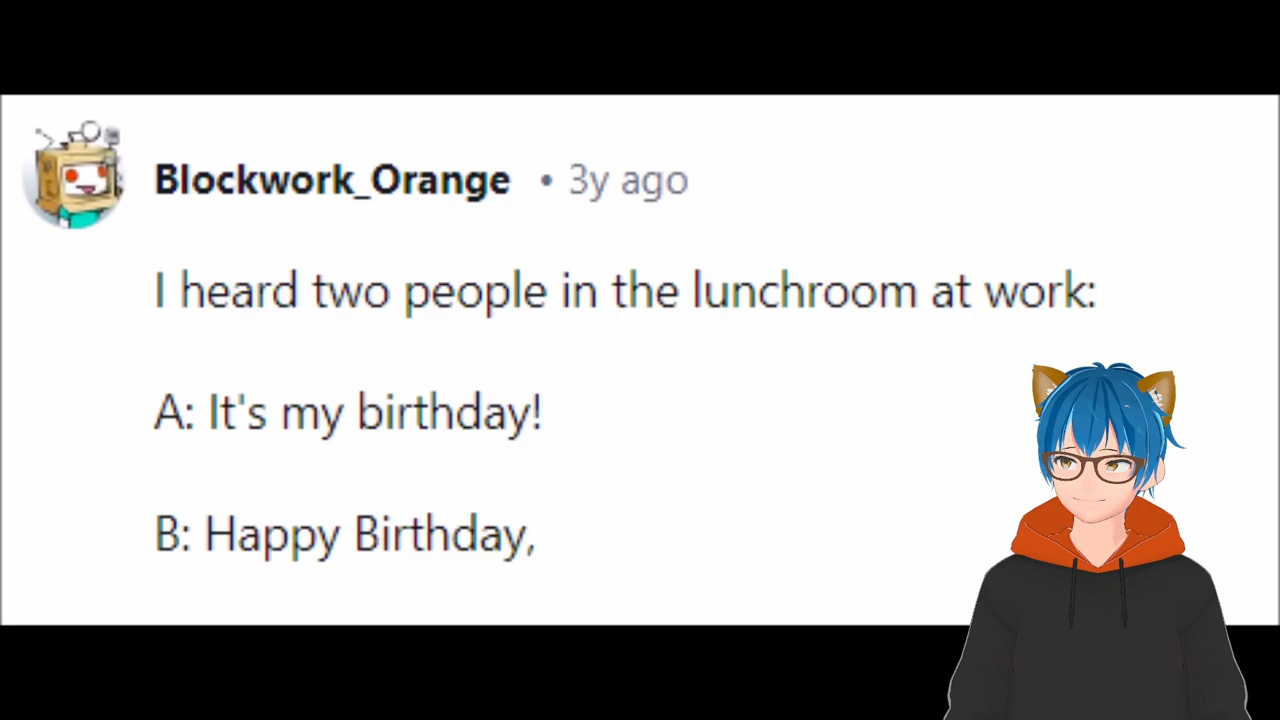 Blockwork_Orange • 3y ago
I heard two people in the lunchroom at work:
A: It's my birthday!
B: Happy Birthday,